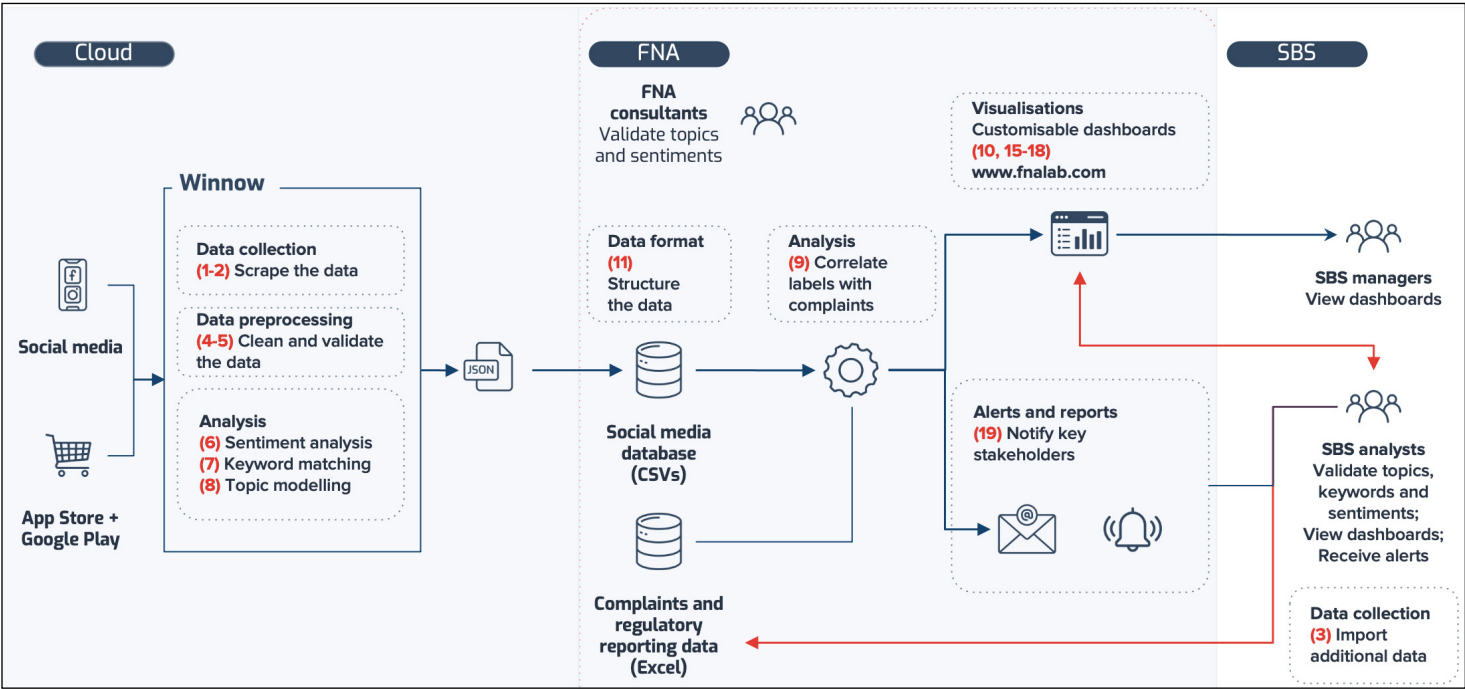 Cloud
FNA
SBS
FNA
consultants
Validate topics
and sentiments
Visualisations
Customisable dashboards
(10, 15-18)
www.fnalab.com
Winnow
Data collection
(1-2) Scrape the data
Data preprocessing
(4-5) Clean and validate
the data
Analysis
(6) Sentiment analysis
(7) Keyword matching
(8) Topic modelling
Social media
App Store +
Google Play
JSON
Data format
(11)
Structure
the data
Analysis
(9) Correlate
labels with
complaints
Social media
database
(CSVs)
Complaints and
regulatory
reporting data
(Excel)
Alerts and reports
(19) Notify key
stakeholders
@
SBS managers
View dashboards
SBS analysts
Validate topics,
keywords and
sentiments;
View dashboards;
Receive alerts
Data collection
(3) Import
additional data